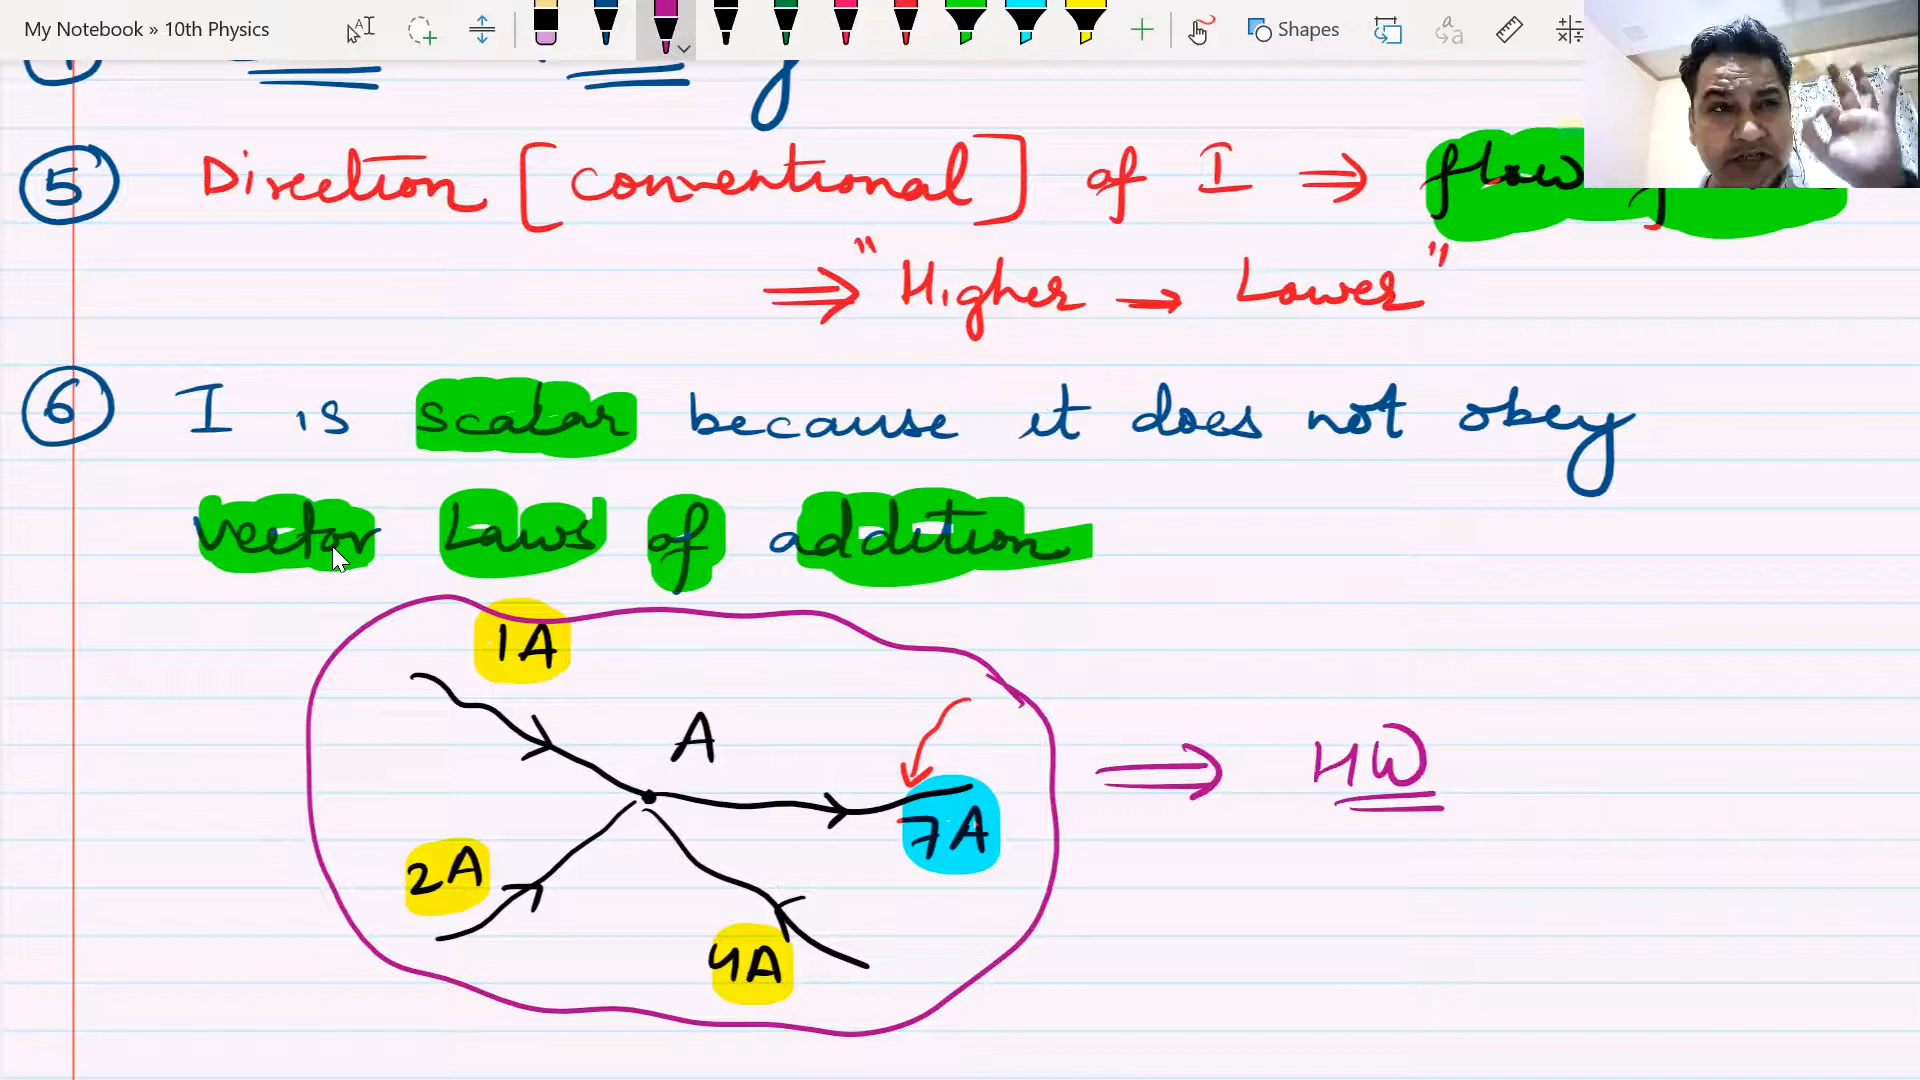 My Notebook » 10th Physics
Shapes
5 Direction [conventional] of I ⇒ flow
⇒ "Higher → Lower"
6 I is scalar because it does not obey
vector Laws of addition
1A
A
7A
⇒ HW
2A
4A